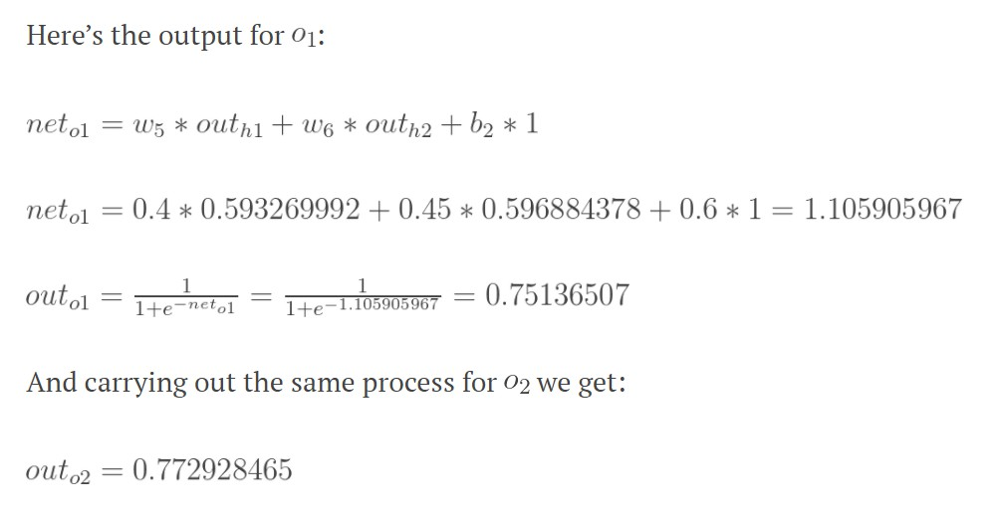 Here’s the output for o₁:
net_{o1} = w_5 * out_{h1} + w_6 * out_{h2} + b_2 * 1
net_{o1} = 0.4 * 0.593269992 + 0.45 * 0.596884378 + 0.6 * 1 = 1.105905967
out_{o1} = \frac{1}{1+e^{-net_{o1}}} = \frac{1}{1+e^{-1.105905967}} = 0.75136507
And carrying out the same process for o₂ we get:
out_{o2} = 0.772928465